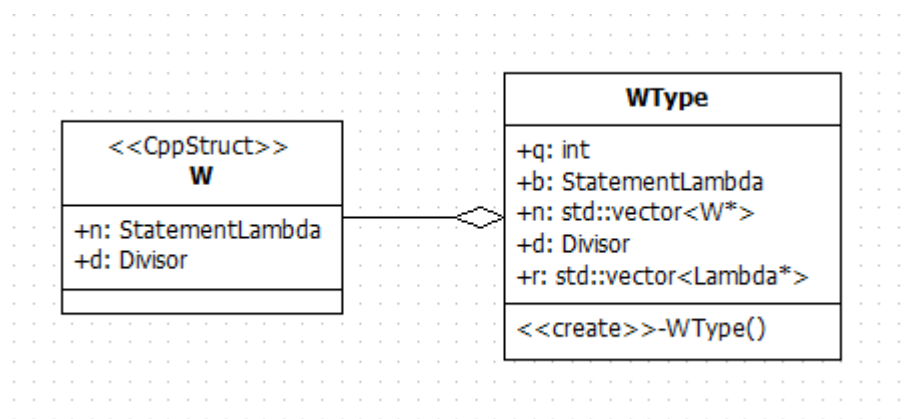 <<CppStruct>>
W
+n: StatementLambda
+d: Divisor
WType
+q: int
+b: StatementLambda
+n: std::vector<W*>
+d: Divisor
+r: std::vector<Lambda*>
<<create>>-WType()